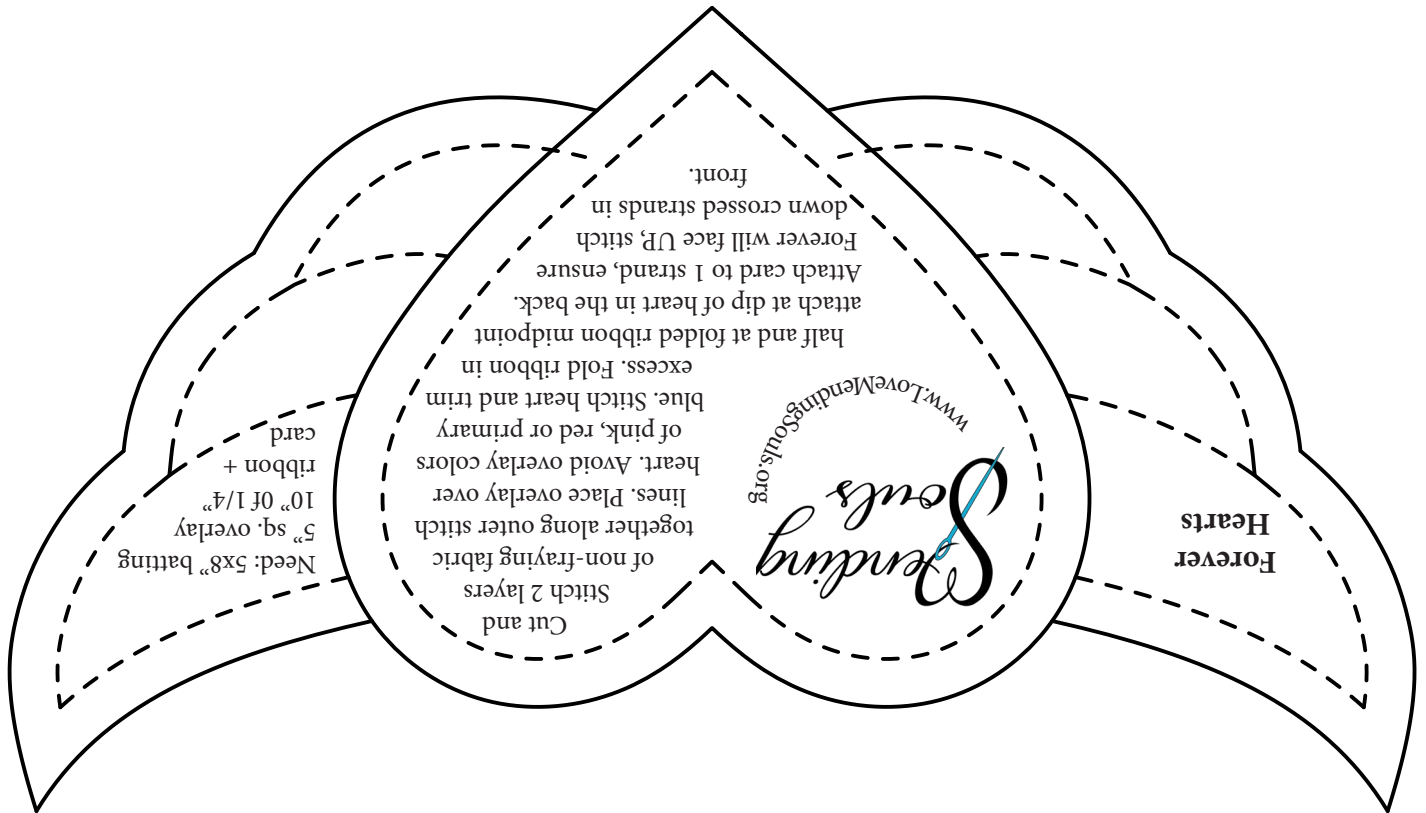 Forever
Hearts
Mending
Souls
www.LoveMendingSouls.org
Cut and
Stitch 2 layers
of non-fraying fabric
together along outer stitch
lines. Place overlay over
heart. Avoid overlay colors
of pink, red or primary
blue. Stitch heart and trim
excess. Fold ribbon in
half and at folded ribbon midpoint
attach at dip of heart in the back.
Attach card to 1 strand, ensure
Forever will face UP, stitch
down crossed strands in
front.
Need: 5x8” batting
5” sq. overlay
10” 0f 1/4”
ribbon +
card